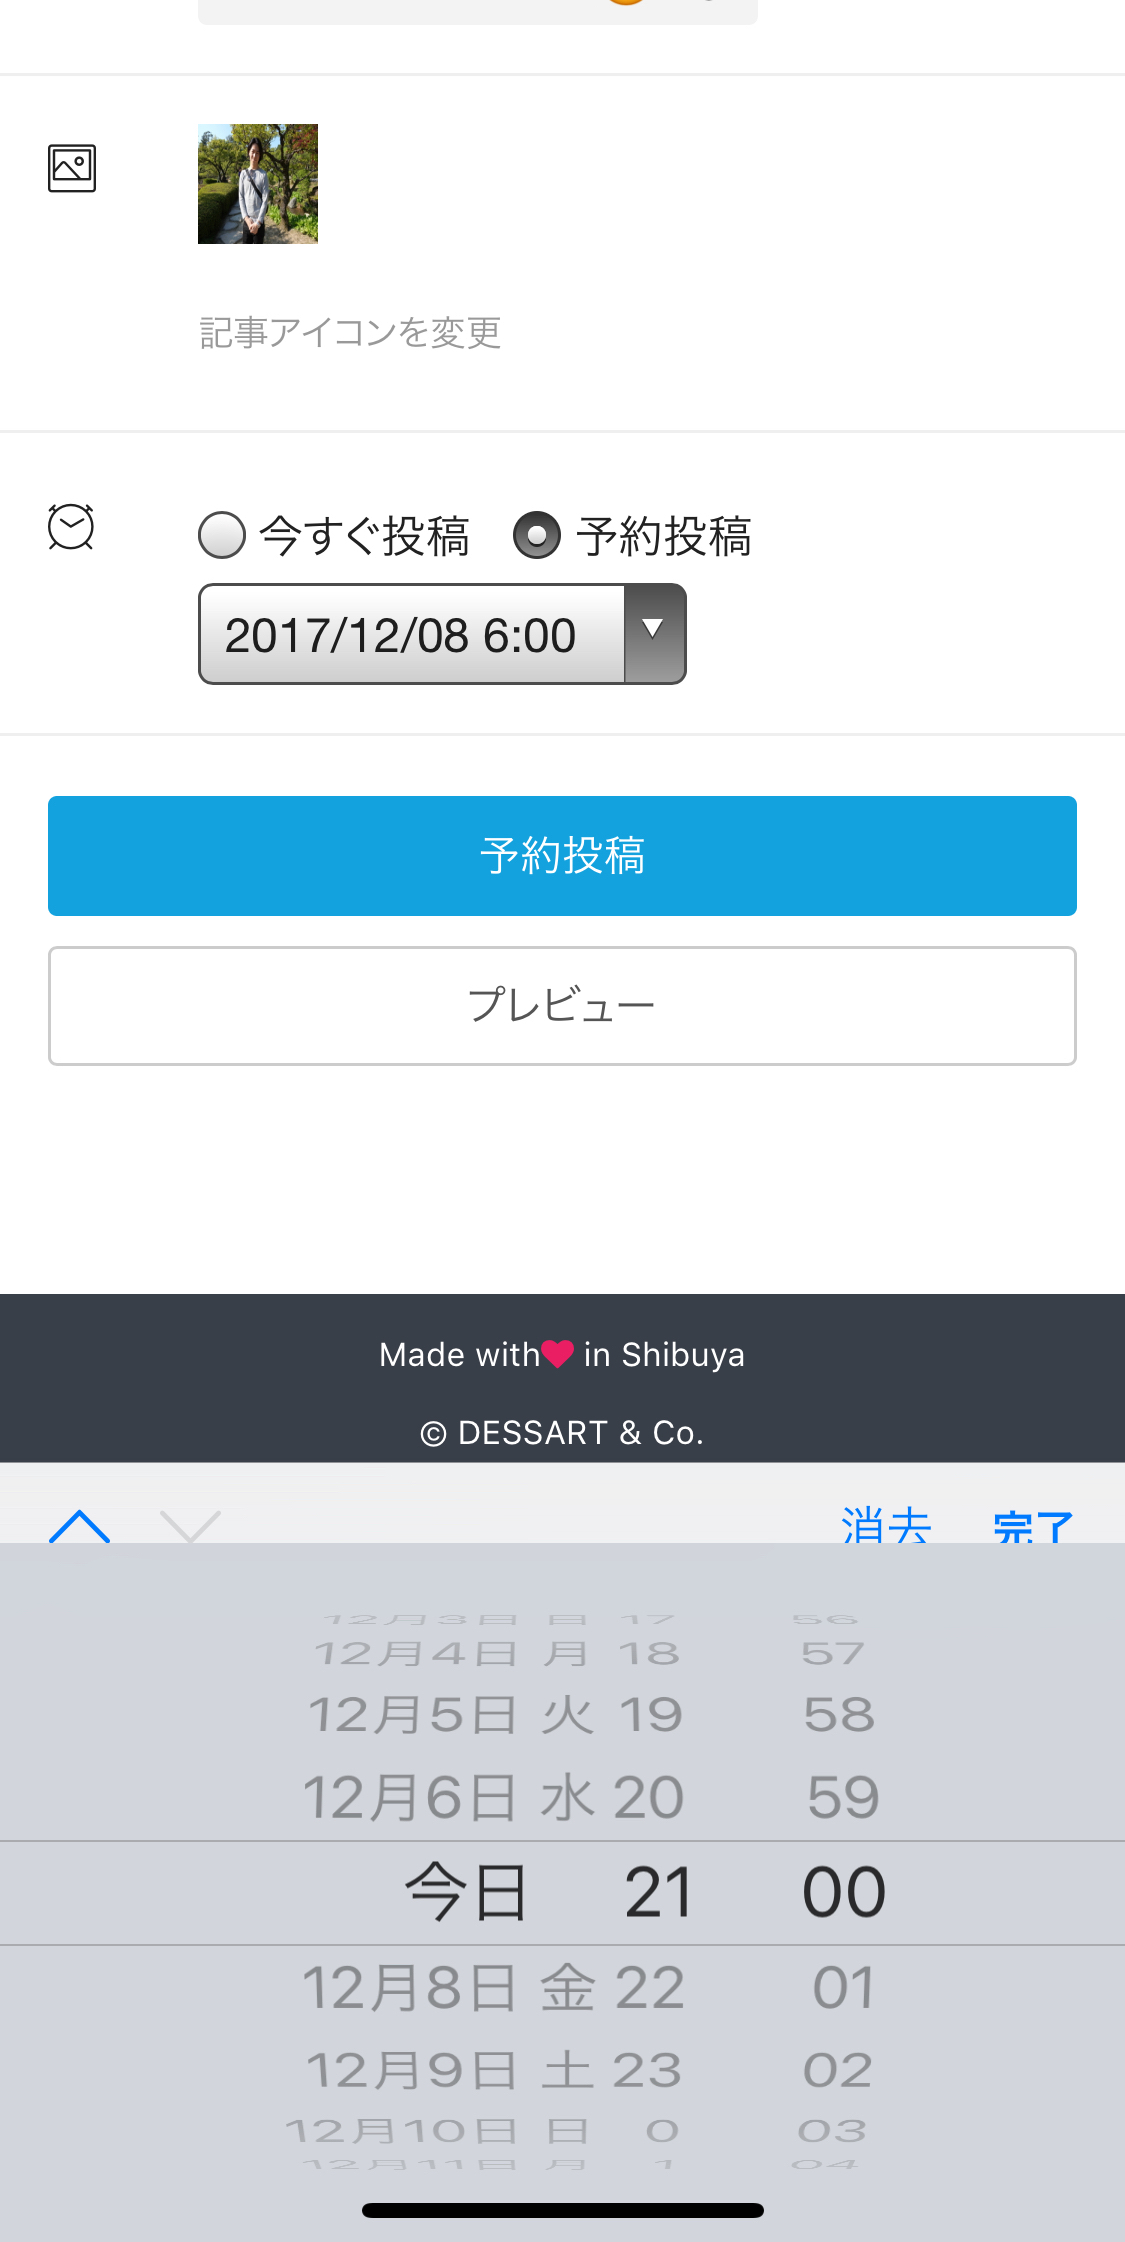 記事アイコンを変更
今すぐ投稿 予約投稿
2017/12/08 6:00
予約投稿
プレビュー
Made with❤ in Shibuya
© DESSART & Co.
消去 完了
12月3日 日 17 56
12月4日 月 18 57
12月5日 火 19 58
12月6日 水 20 59
今日 21 00
12月8日 金 22 01
12月9日 土 23 02
12月10日 日 0 03
12月11日 月 1 04